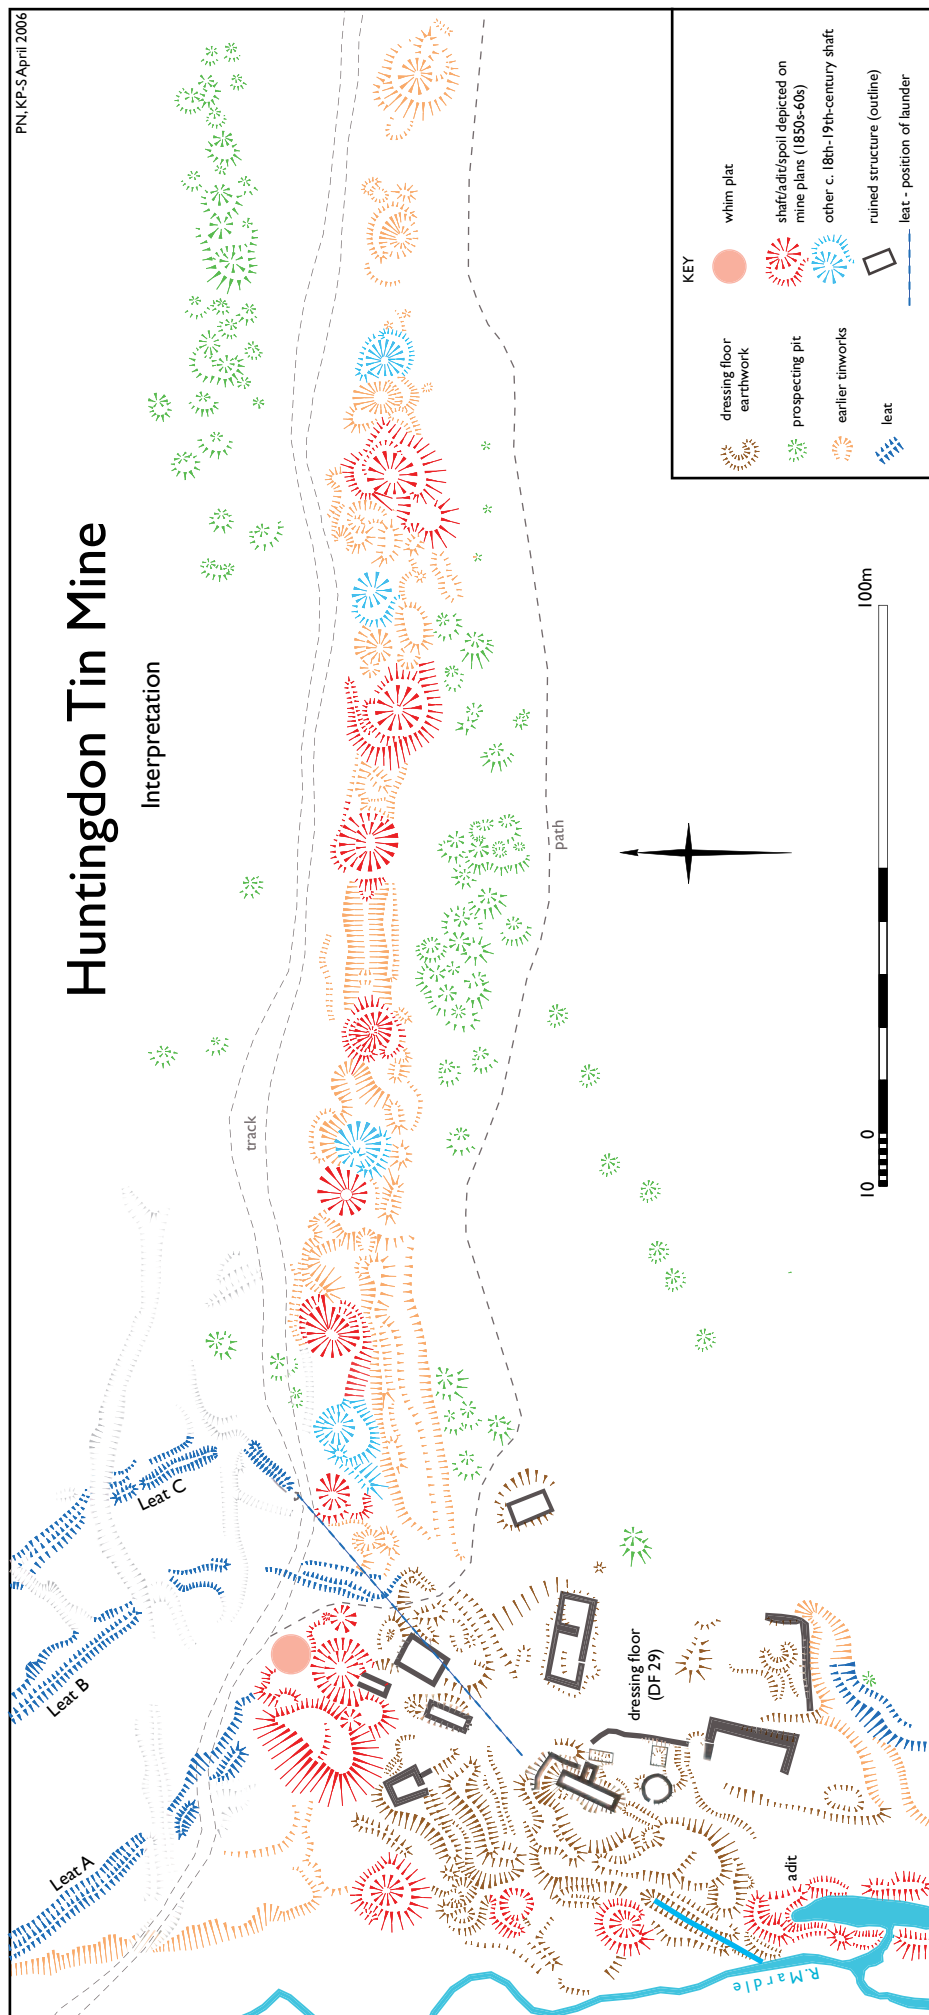 PN, KP-S April 2006
Huntingdon Tin Mine
Interpretation
Leat A
Leat B
Leat C
track
path
dressing floor
(DF 29)
adit
R. Mardle
10
0
100m
KEY
dressing floor
earthwork
prospecting pit
earlier tinworks
leat
whim plat
shaft/adit/spoil depicted on
mine plans (1850s-60s)
other c. 18th-19th-century shaft
ruined structure (outline)
leat - position of launder